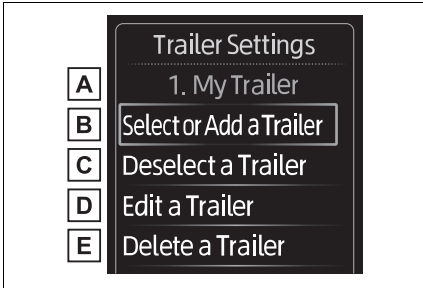 Trailer Settings
A 1. My Trailer
B Select or Add a Trailer
C Deselect a Trailer
D Edit a Trailer
E Delete a Trailer